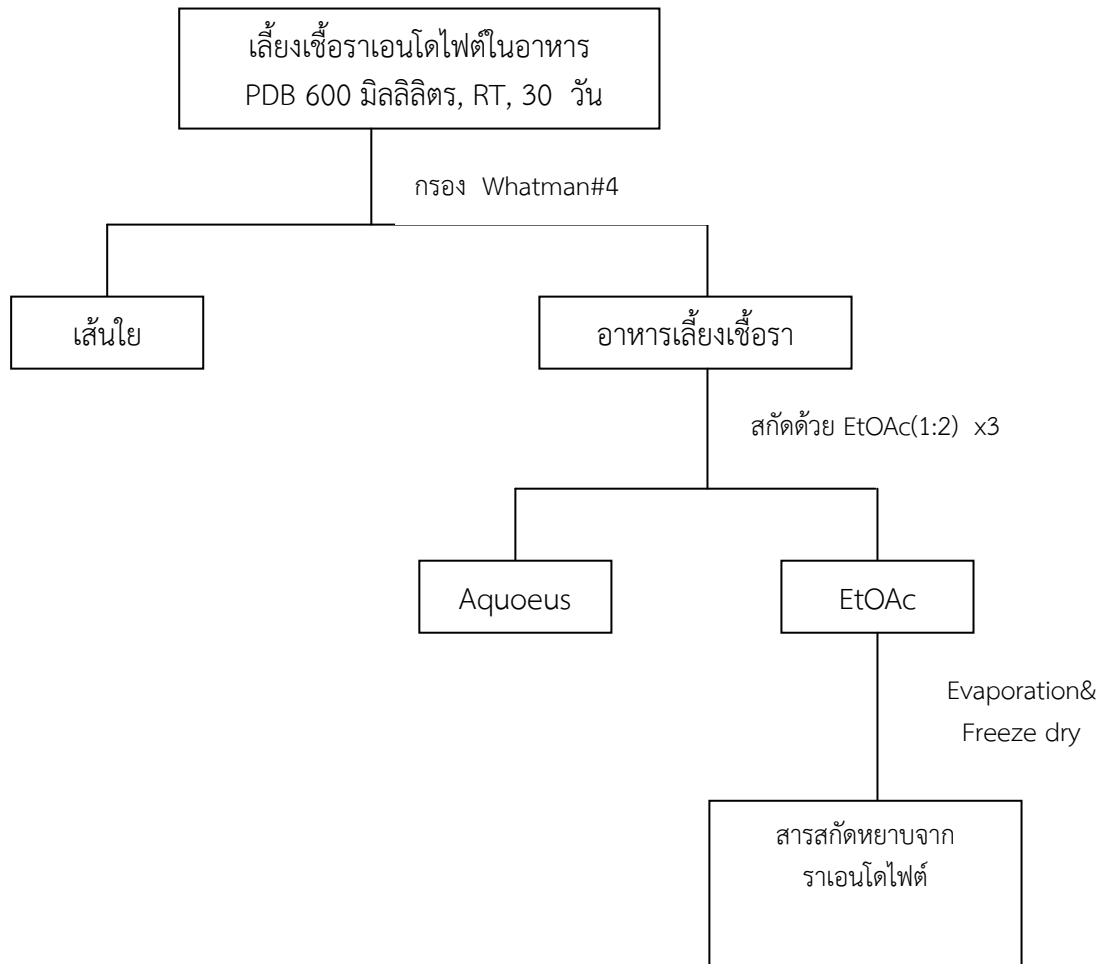 เลี้ยงเชื้อราเอนโดไฟต์ในอาหาร
PDB 600 มิลลิลิตร, RT, 30 วัน
กรอง Whatman#4
เส้นใย
อาหารเลี้ยงเชื้อรา
สกัดด้วย EtOAc(1:2) x3
Aquoeus
EtOAc
Evaporation&
Freeze dry
สารสกัดหยาบจาก
ราเอนโดไฟต์